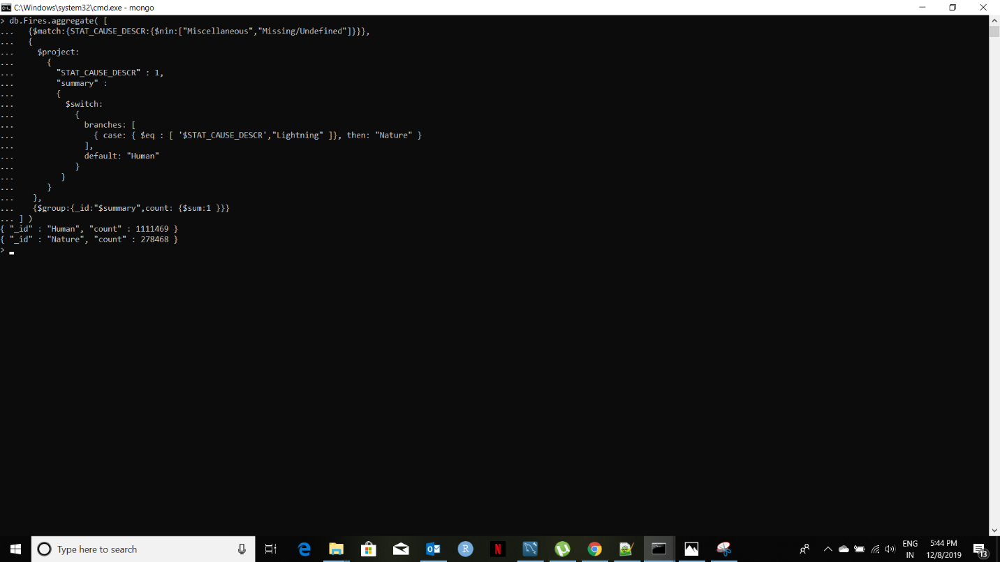 C:\Windows\system32\cmd.exe - mongo
> db.Fires.aggregate( [
...   {$match:{STAT_CAUSE_DESCR:{$nin:["Miscellaneous","Missing/Undefined"]}}},
...   {
...     $project:
...       {
...         "STAT_CAUSE_DESCR" : 1,
...         "summary" :
...         {
...           $switch:
...             {
...               branches: [
...                 { case: { $eq : [ '$STAT_CAUSE_DESCR',"Lightning" ]}, then: "Nature" }
...               ],
...               default: "Human"
...             }
...          }
...       }
...    },
...    {$group:{_id:"$summary",count: {$sum:1 }}}
... ] )
{ "_id" : "Human", "count" : 1111469 }
{ "_id" : "Nature", "count" : 278468 }
>
Type here to search
ENG
IN
5:44 PM
12/8/2019
13